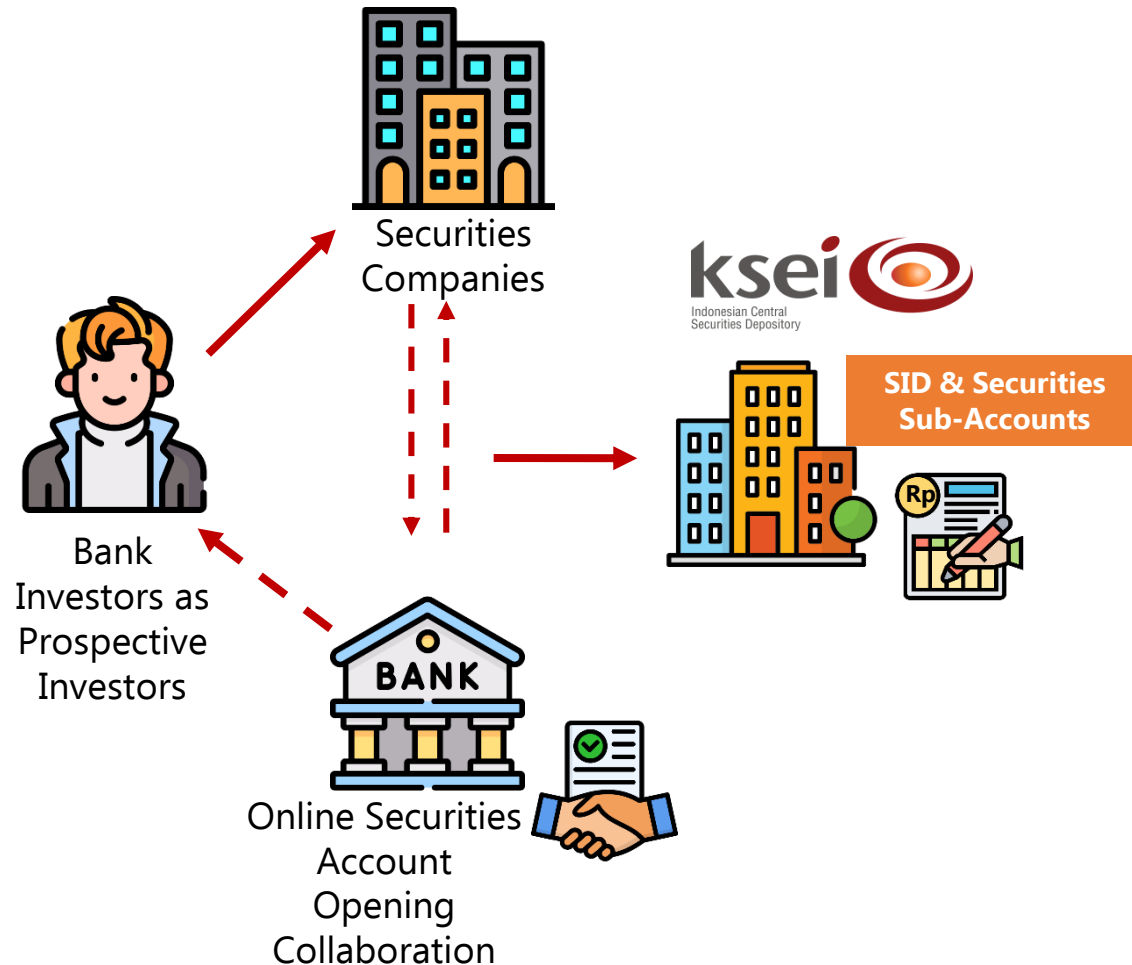 Securities
Companies
ksei
Indonesian Central
Securities Depository
SID & Securities
Sub-Accounts
Rp
Bank
Investors as
Prospective
Investors
BANK
Online Securities
Account
Opening
Collaboration